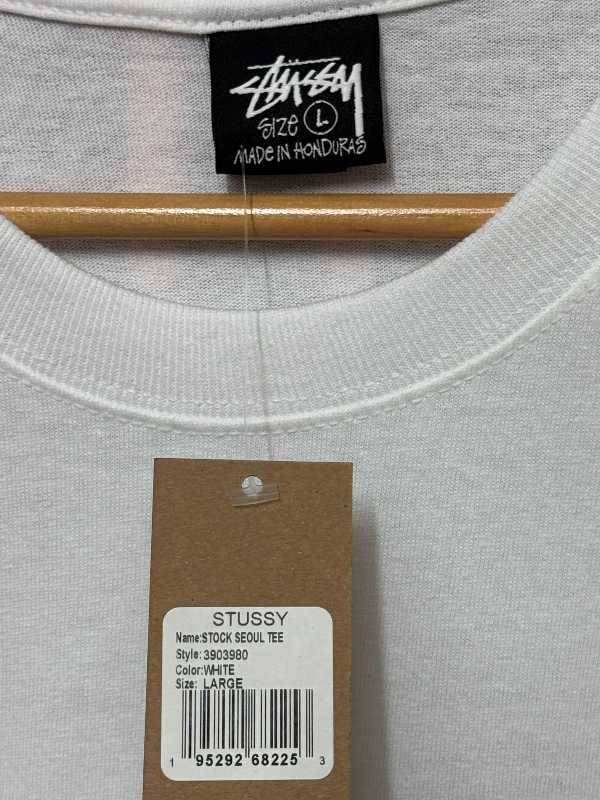 STÜSSY
SIZE L
MADE IN HONDURAS
STUSSY
Name:STOCK SEOUL TEE
Style: 3903980
Color:WHITE
Size: LARGE
1 95292 68225 3